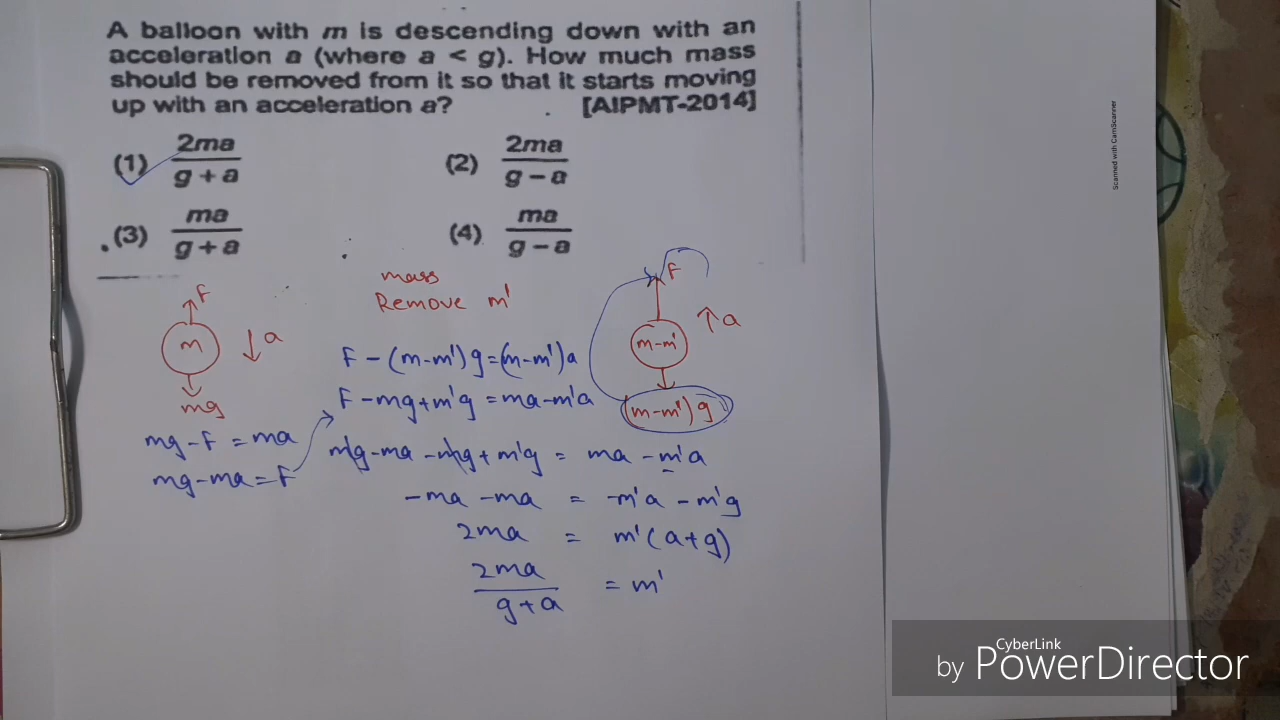 A balloon with m is descending down with an
acceleration a (where a < g). How much mass
should be removed from it so that it starts moving
up with an acceleration a? [AIPMT-2014]
(1) 2ma/g + a (2) 2ma/g - a
(3) ma/g + a (4) ma/g - a
F
m
↓a
mg
mg - F = ma
mg - ma = F
mass
Remove m'
F - (m-m')g = (m-m')a
F - mg + m'g = ma - m'a
mg - ma - mg + m'g = ma - m'a
-ma - ma = -m'a - m'g
2ma = m'(a+g)
2ma/g+a = m'
F
m-m'
↑a
(m-m')g
Scanned with CamScanner
CyberLink
by PowerDirector